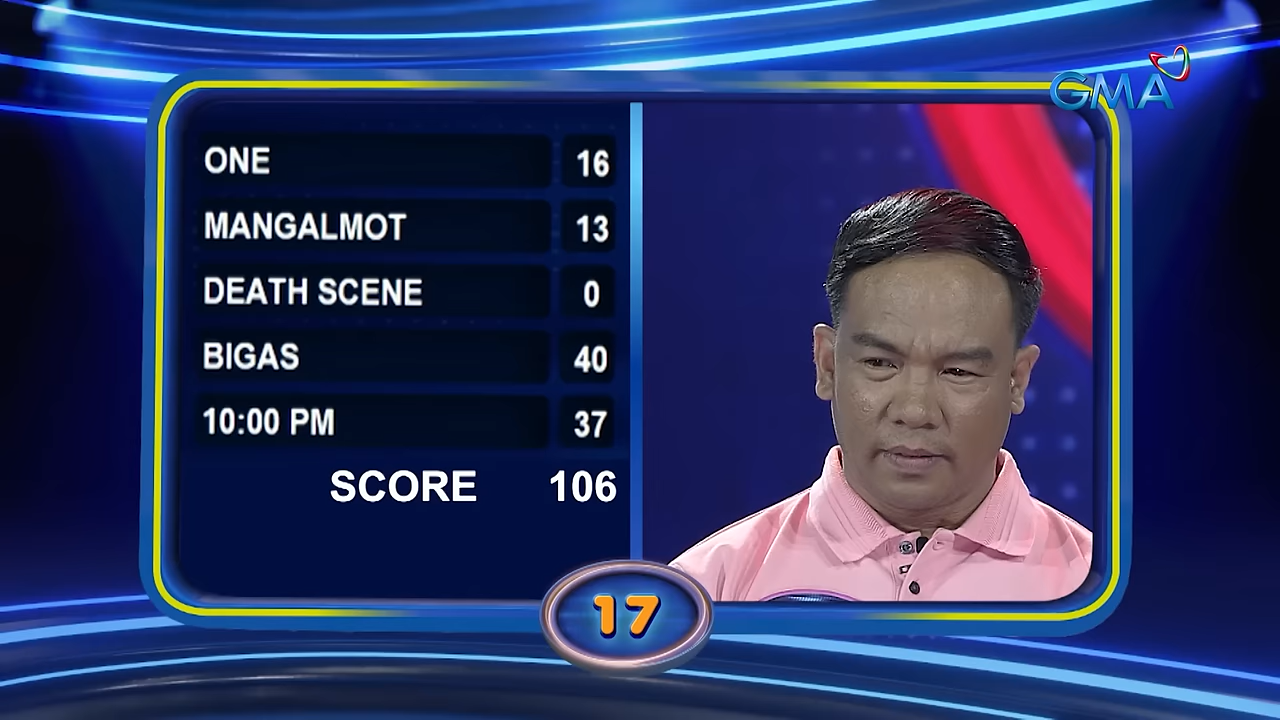 GMA
ONE 16
MANGALMOT 13
DEATH SCENE 0
BIGAS 40
10:00 PM 37
SCORE 106
17